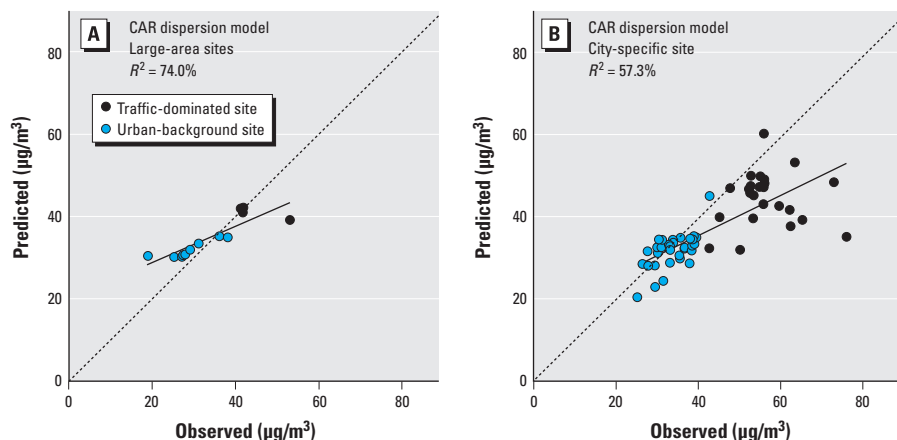 A
CAR dispersion model
Large-area sites
R² = 74.0%
Traffic-dominated site
Urban-background site
Predicted (μg/m³)
80
60
40
20
0
0 20 40 60 80
Observed (μg/m³)
B
CAR dispersion model
City-specific site
R² = 57.3%
Predicted (μg/m³)
80
60
40
20
0
0 20 40 60 80
Observed (μg/m³)